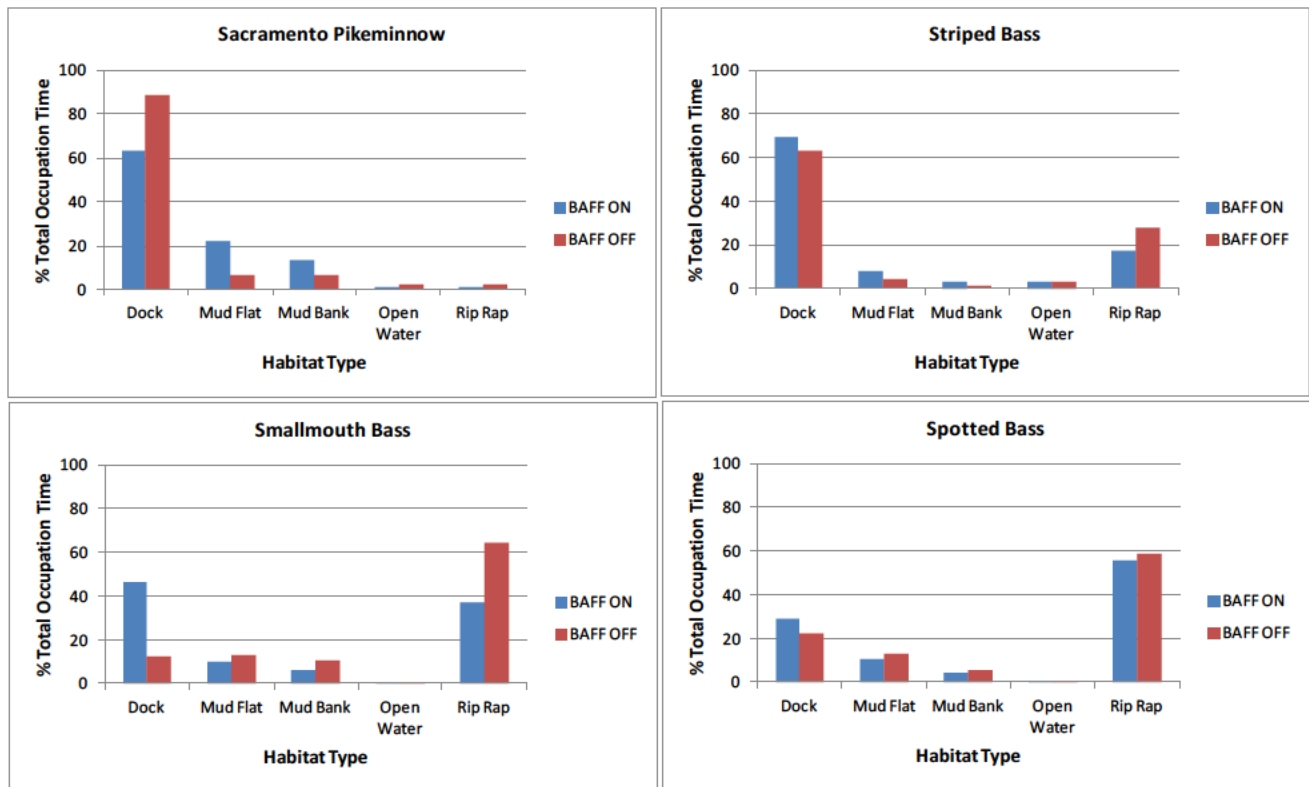 Sacramento Pikeminnow
% Total Occupation Time
100
80
60
40
20
0
Dock
Mud Flat
Mud Bank
Open
Water
Rip Rap
Habitat Type
BAFF ON
BAFF OFF
Striped Bass
% Total Occupation Time
100
80
60
40
20
0
Dock
Mud Flat
Mud Bank
Open
Water
Rip Rap
Habitat Type
BAFF ON
BAFF OFF
Smallmouth Bass
% Total Occupation Time
100
80
60
40
20
0
Dock
Mud Flat
Mud Bank
Open
Water
Rip Rap
Habitat Type
BAFF ON
BAFF OFF
Spotted Bass
% Total Occupation Time
100
80
60
40
20
0
Dock
Mud Flat
Mud Bank
Open
Water
Rip Rap
Habitat Type
BAFF ON
BAFF OFF